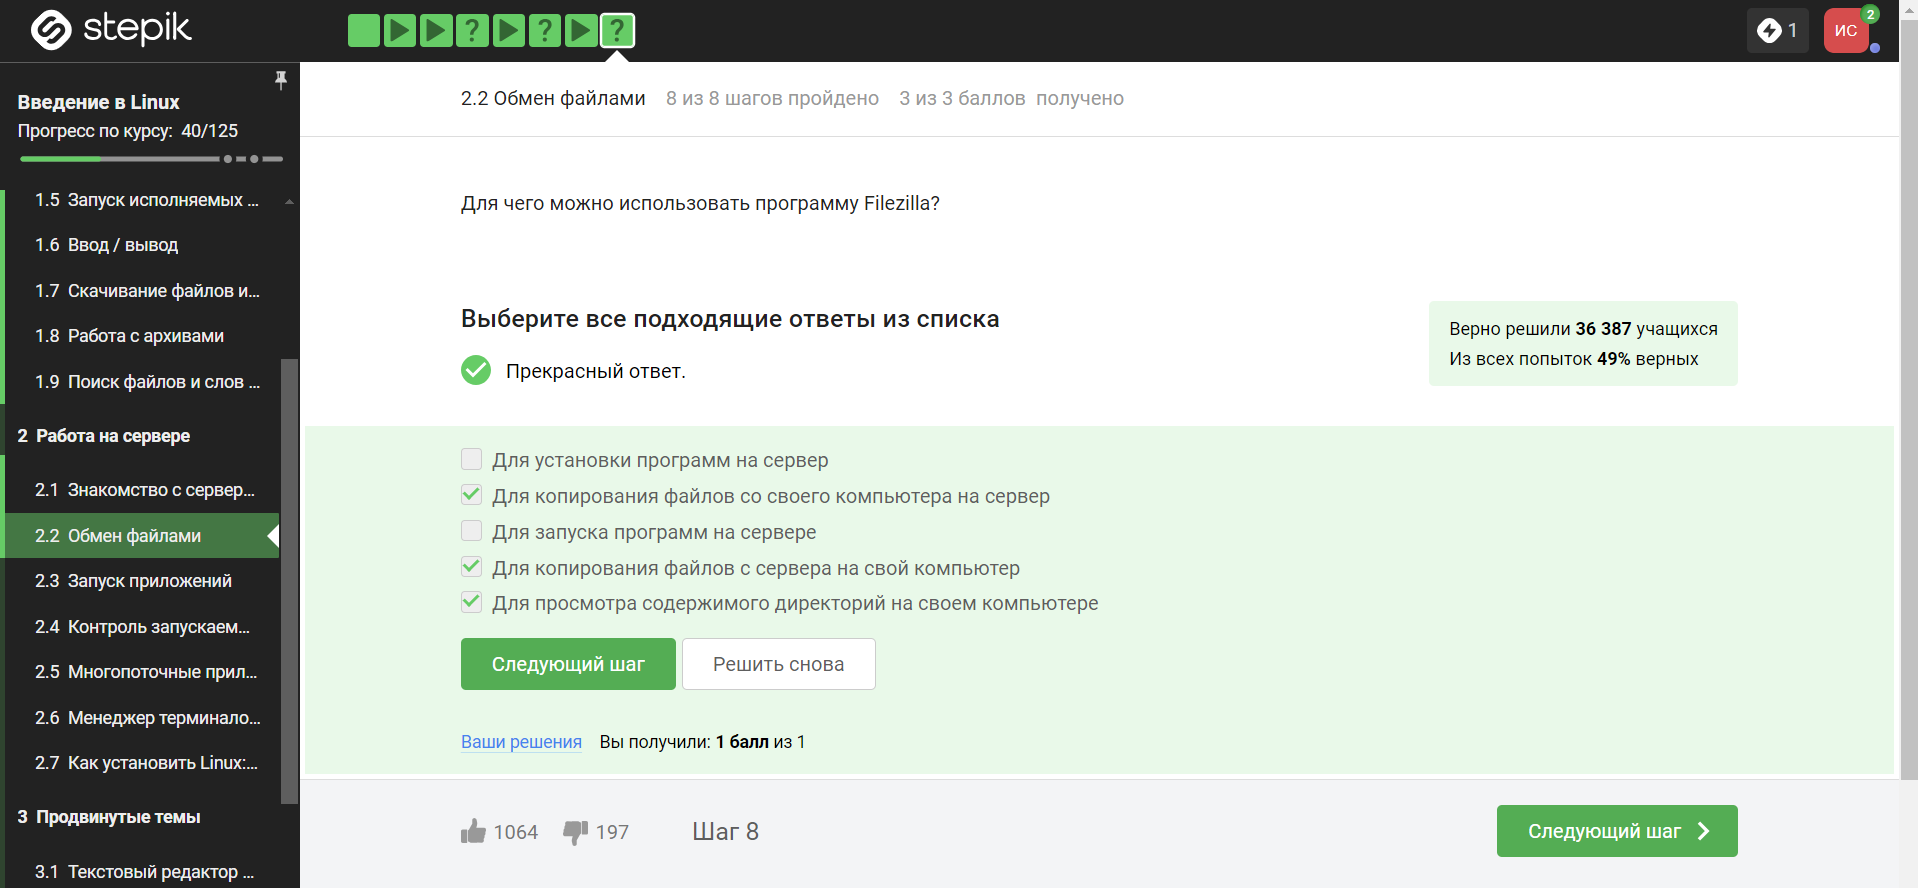 stepik
? ? ?
1
ИС
2
Введение в Linux
Прогресс по курсу: 40/125
1.5 Запуск исполняемых ...
1.6 Ввод / вывод
1.7 Скачивание файлов и...
1.8 Работа с архивами
1.9 Поиск файлов и слов ...
2 Работа на сервере
2.1 Знакомство с сервер...
2.2 Обмен файлами
2.3 Запуск приложений
2.4 Контроль запускаем...
2.5 Многопоточные прил...
2.6 Менеджер терминало...
2.7 Как установить Linux:...
3 Продвинутые темы
3.1 Текстовый редактор ...
2.2 Обмен файлами 8 из 8 шагов пройдено 3 из 3 баллов получено
Для чего можно использовать программу Filezilla?
Выберите все подходящие ответы из списка
Прекрасный ответ.
Верно решили 36 387 учащихся
Из всех попыток 49% верных
Для установки программ на сервер
Для копирования файлов со своего компьютера на сервер
Для запуска программ на сервере
Для копирования файлов с сервера на свой компьютер
Для просмотра содержимого директорий на своем компьютере
Следующий шаг Решить снова
Ваши решения Вы получили: 1 балл из 1
1064 197 Шаг 8 Следующий шаг